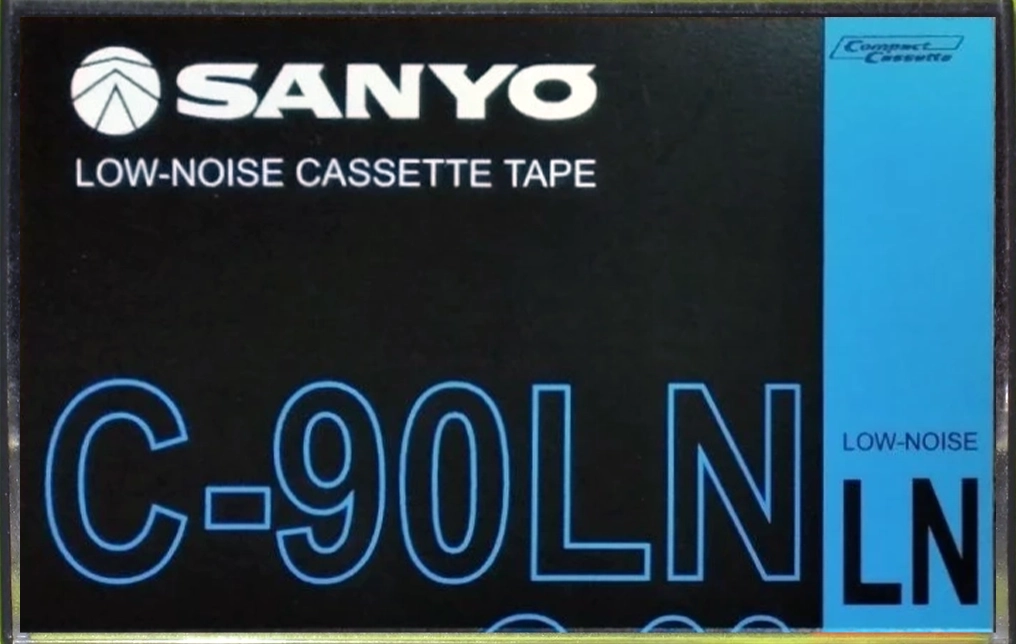 SANYO
LOW-NOISE CASSETTE TAPE
C-90LN
Compact
Cassette
LOW-NOISE
LN